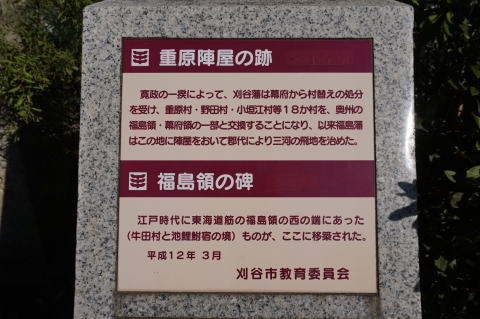 重原陣屋の跡
寛政の一揆によって、刈谷藩は幕府から村替えの処分
を受け、重原村・野田村・小垣江村等18か村を、奥州の
福島領・幕府領の一部と交換することになり、以来福島藩
はこの地に陣屋をおいて郡代により三河の飛地を治めた。
福島領の碑
江戸時代に東海道筋の福島領の西の端にあった
(牛田村と池鯉鮒宿の境)ものが、ここに移築された。
平成12年 3月
刈谷市教育委員会